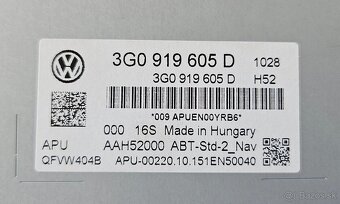 3G0 919 605 D 1028
3G0 919 605 D H52
*009 APUEN00YRB6*
000 16S Made in Hungary
APU AAH52000 ABT-Std-2_Nav
QFVW404B APU-00220.10.151EN50040